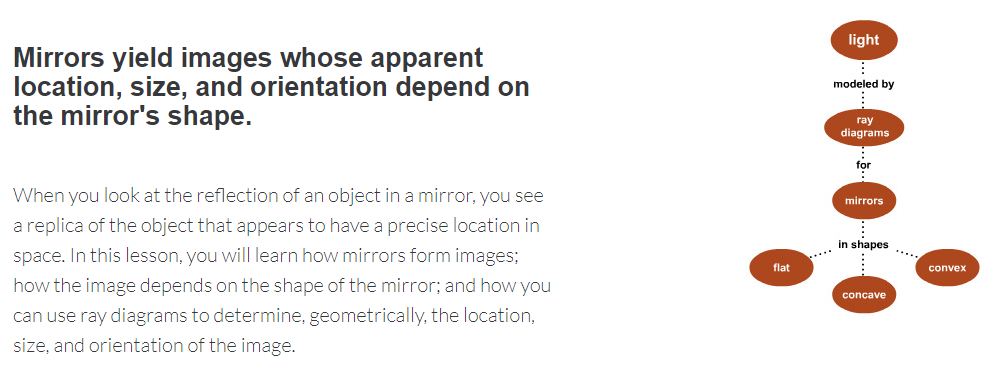 Mirrors yield images whose apparent
location, size, and orientation depend on
the mirror's shape.
When you look at the reflection of an object in a mirror, you see
a replica of the object that appears to have a precise location in
space. In this lesson, you will learn how mirrors form images;
how the image depends on the shape of the mirror; and how you
can use ray diagrams to determine, geometrically, the location,
size, and orientation of the image.
light
modeled by
ray
diagrams
for
mirrors
in shapes
flat
concave
convex